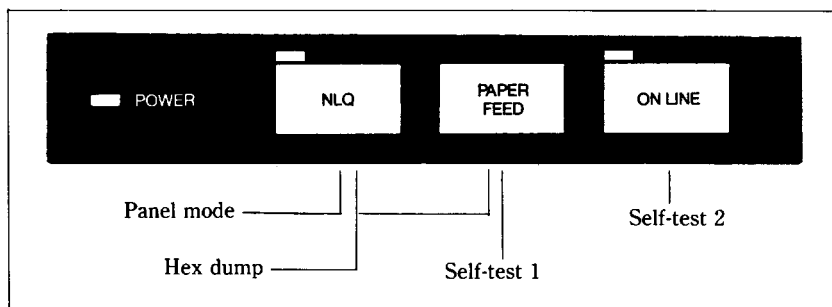 POWER
NLQ
PAPER
FEED
ON LINE
Panel mode
Hex dump
Self-test 1
Self-test 2